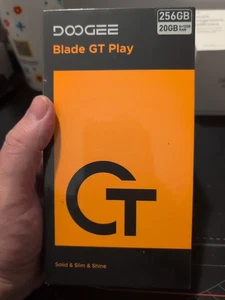 DOOGEE
Blade GT Play
256GB
20GB
GT
Solid & Slim & Shine